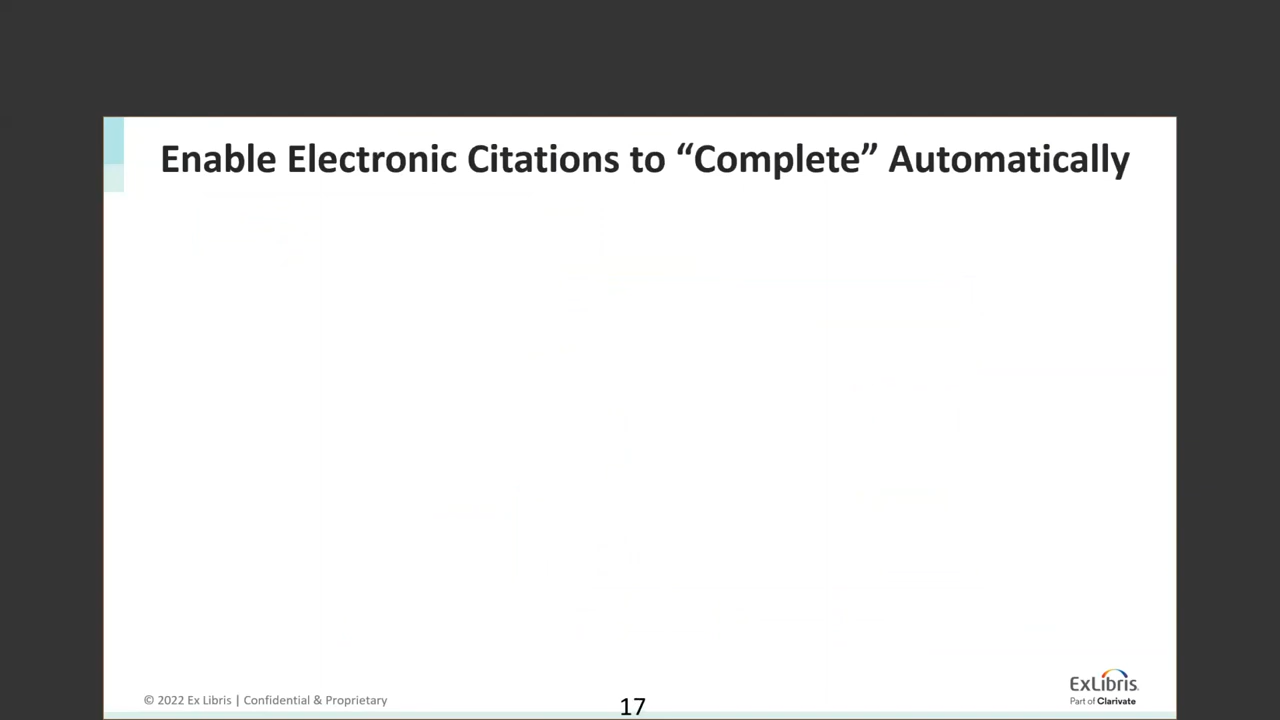 Enable Electronic Citations to “Complete” Automatically
© 2022 Ex Libris | Confidential & Proprietary
17
ExLibris
Part of Clarivate